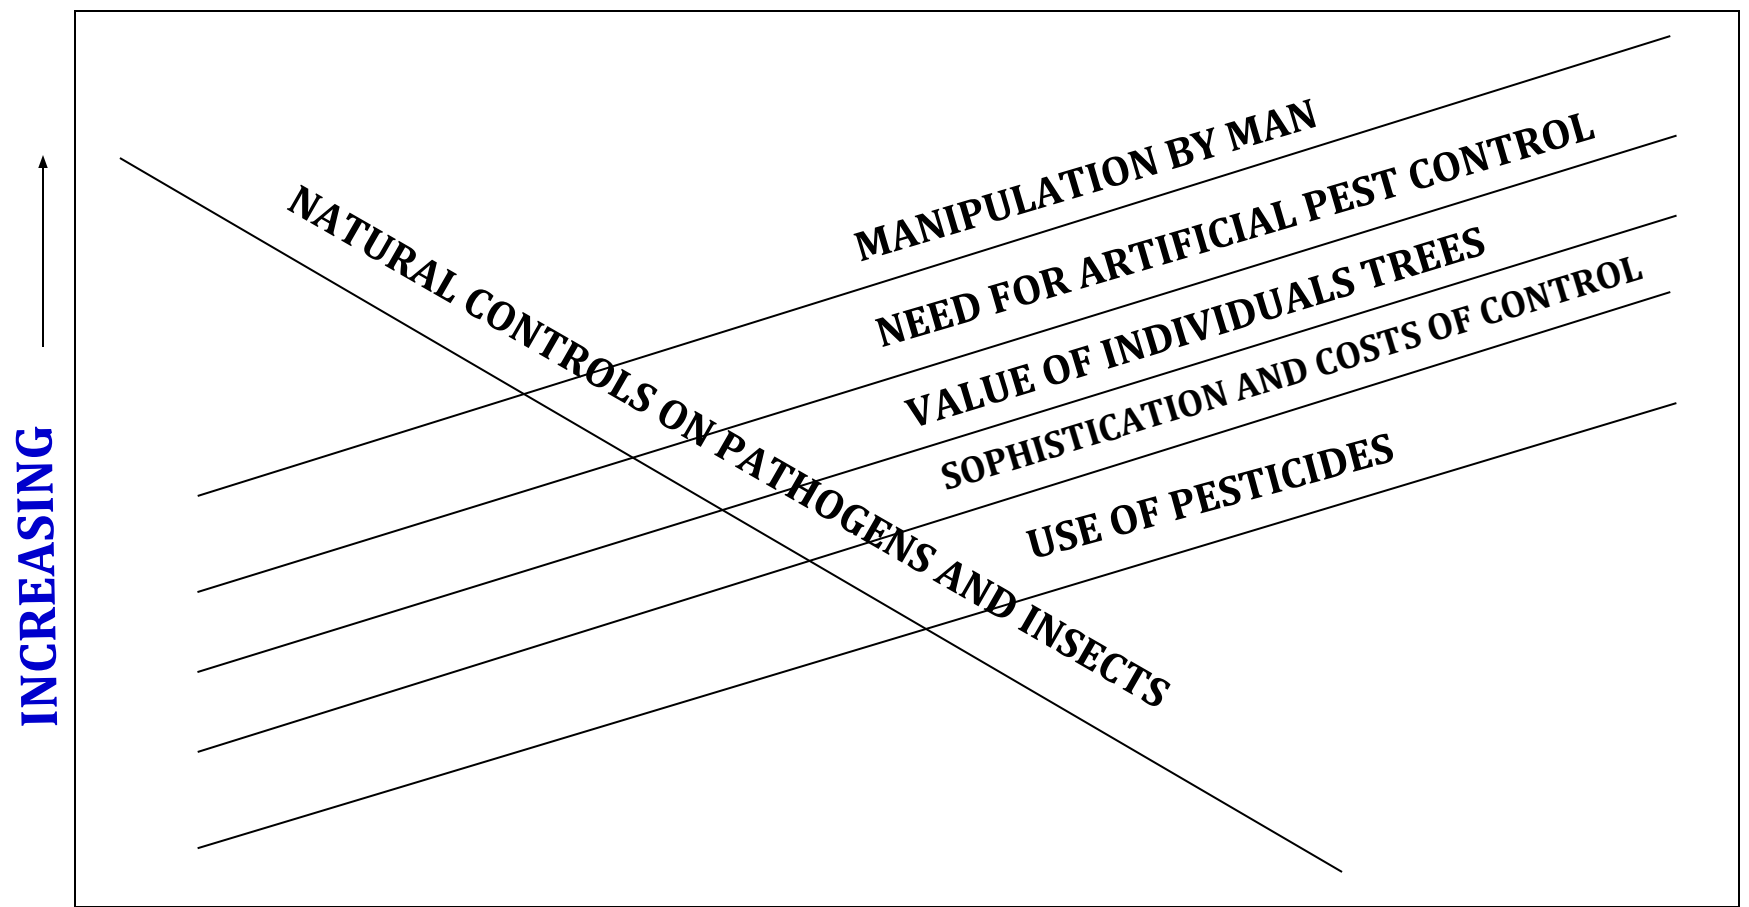 INCREASING
NATURAL CONTROLS ON PATHOGENS AND INSECTS
MANIPULATION BY MAN
NEED FOR ARTIFICIAL PEST CONTROL
VALUE OF INDIVIDUALS TREES
SOPHISTICATION AND COSTS OF CONTROL
USE OF PESTICIDES